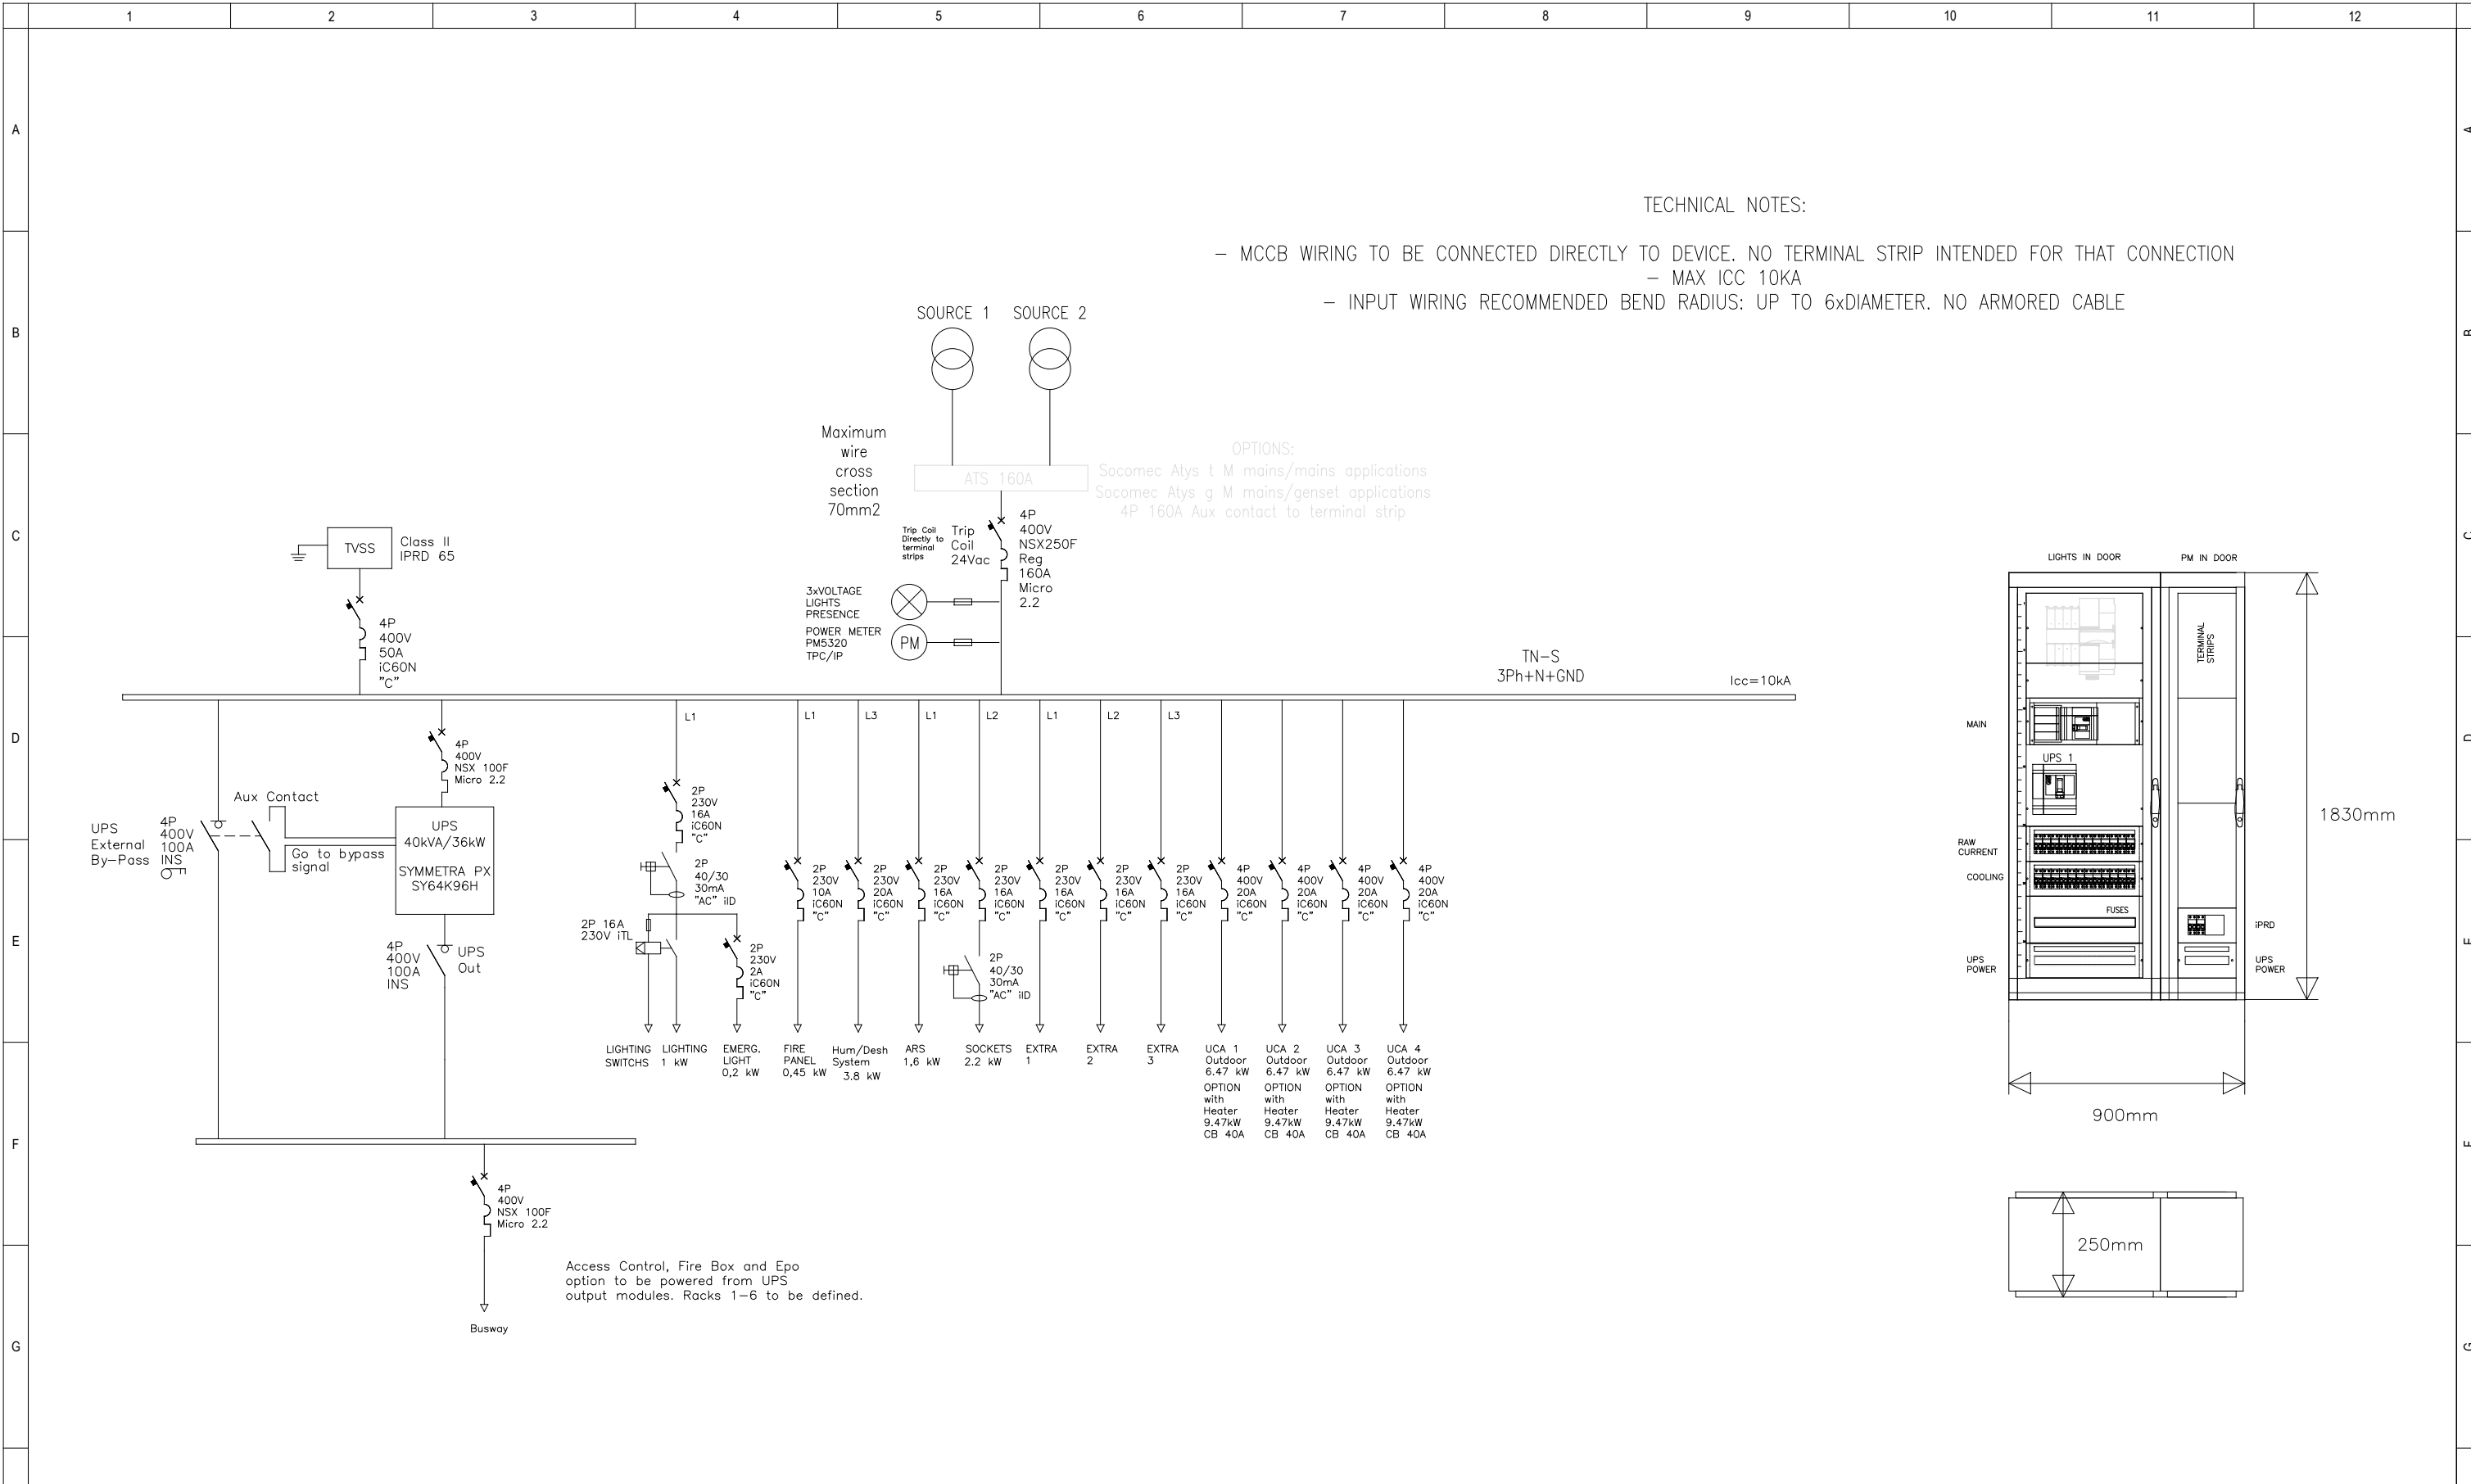 1 2 3 4 5 6 7 8 9 10 11 12
A A
TECHNICAL NOTES:
– MCCB WIRING TO BE CONNECTED DIRECTLY TO DEVICE. NO TERMINAL STRIP INTENDED FOR THAT CONNECTION
– MAX ICC 10KA
– INPUT WIRING RECOMMENDED BEND RADIUS: UP TO 6xDIAMETER. NO ARMORED CABLE
B B
SOURCE 1 SOURCE 2
Maximum
wire
cross
section
70mm2
ATS 160A
OPTIONS:
Socomec Atys t M mains/mains applications
Socomec Atys g M mains/genset applications
4P 160A Aux contact to terminal strip
C C
TVSS
Class II
IPRD 65
Trip Coil
Directly to
terminal
strips
Trip
Coil
24Vac
4P
400V
NSX250F
Reg
160A
Micro
2.2
3xVOLTAGE
LIGHTS
PRESENCE
POWER METER
PM5320
TPC/IP
PM
4P
400V
50A
iC60N
"C"
TN–S
3Ph+N+GND
Icc=10kA
D D
L1 L1 L3 L1 L2 L1 L2 L3
4P
400V
NSX 100F
Micro 2.2
Aux Contact
UPS
External
By–Pass
4P
400V
100A
INS
Go to bypass
signal
UPS
40kVA/36kW
SYMMETRA PX
SY64K96H
2P
230V
16A
iC60N
"C"
2P
40/30
30mA
"AC" iID
2P 16A
230V iTL
2P
230V
2A
iC60N
"C"
2P
230V
10A
iC60N
"C"
2P
230V
20A
iC60N
"C"
2P
230V
16A
iC60N
"C"
2P
230V
16A
iC60N
"C"
2P
230V
16A
iC60N
"C"
2P
230V
16A
iC60N
"C"
2P
230V
16A
iC60N
"C"
4P
400V
20A
iC60N
"C"
4P
400V
20A
iC60N
"C"
4P
400V
20A
iC60N
"C"
4P
400V
20A
iC60N
"C"
E E
4P
400V
100A
INS
UPS
Out
2P
40/30
30mA
"AC" iID
LIGHTING
SWITCHS
LIGHTING
1 kW
EMERG.
LIGHT
0,2 kW
FIRE
PANEL
0,45 kW
Hum/Desh
System
3.8 kW
ARS
1,6 kW
SOCKETS
2.2 kW
EXTRA
1
EXTRA
2
EXTRA
3
UCA 1
Outdoor
6.47 kW
OPTION
with
Heater
9.47kW
CB 40A
UCA 2
Outdoor
6.47 kW
OPTION
with
Heater
9.47kW
CB 40A
UCA 3
Outdoor
6.47 kW
OPTION
with
Heater
9.47kW
CB 40A
UCA 4
Outdoor
6.47 kW
OPTION
with
Heater
9.47kW
CB 40A
F F
4P
400V
NSX 100F
Micro 2.2
Access Control, Fire Box and Epo
option to be powered from UPS
output modules. Racks 1–6 to be defined.
Busway
G G
LIGHTS IN DOOR PM IN DOOR
TERMINAL
STRIPS
MAIN
UPS 1
RAW
CURRENT
COOLING
FUSES
iPRD
UPS
POWER
UPS
POWER
1830mm
900mm
250mm